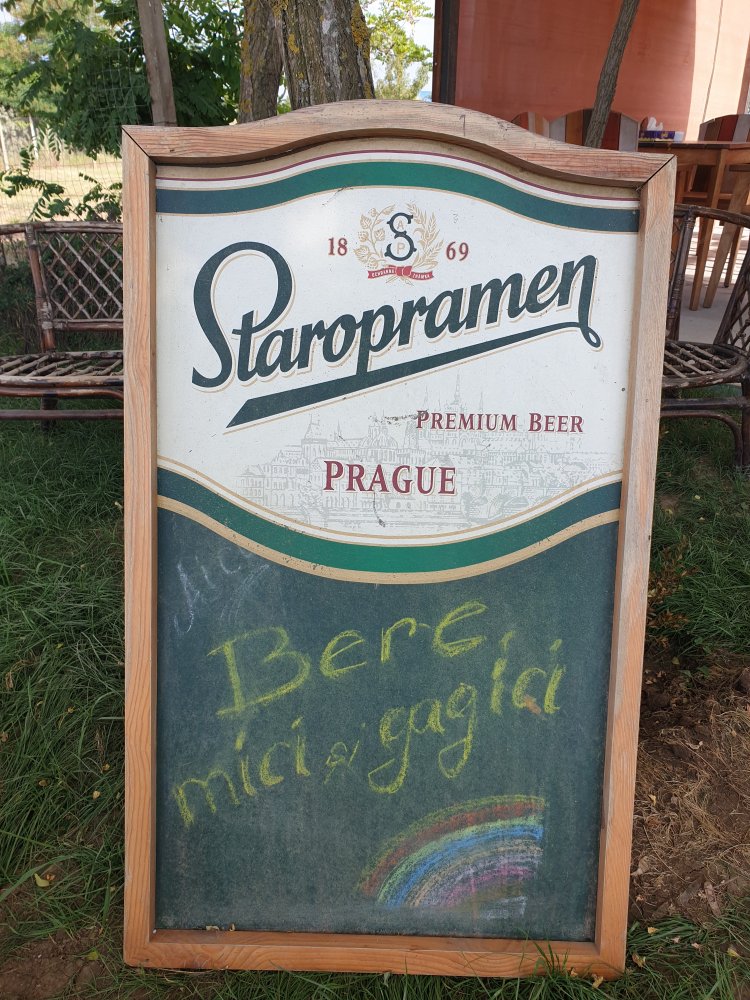 18 69
Staropramen
PREMIUM BEER
PRAGUE
Bere,
mici și gagici